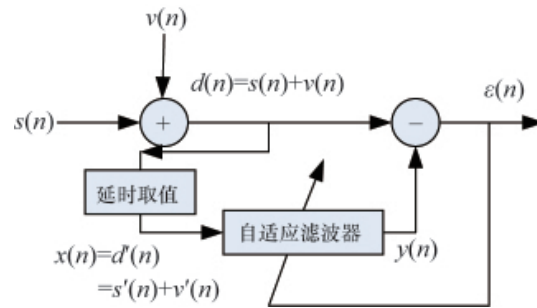 v(n)
d(n)=s(n)+v(n)
ε(n)
s(n)
+
−
延时取值
自适应滤波器
x(n)=d′(n)
y(n)
=s′(n)+v′(n)